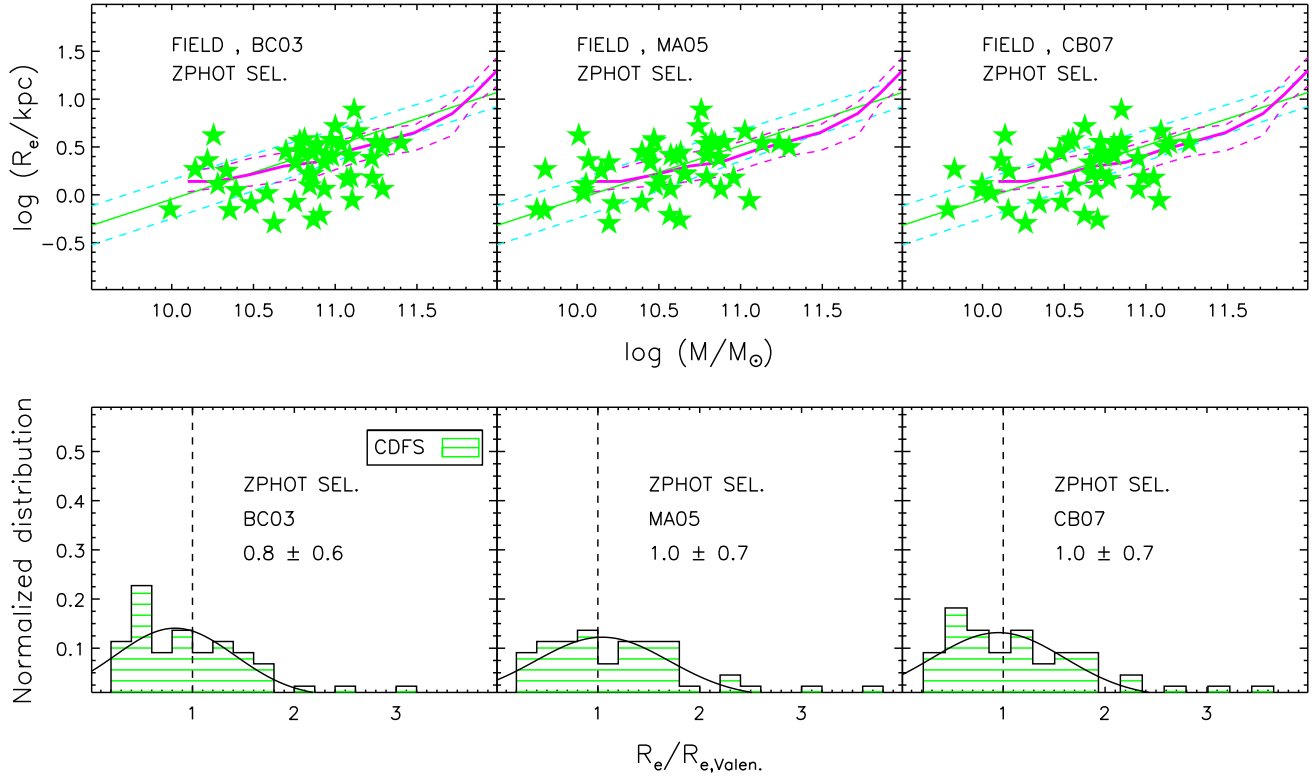 FIELD , BC03
ZPHOT SEL.
FIELD , MA05
ZPHOT SEL.
FIELD , CB07
ZPHOT SEL.
log (R_e/kpc)
1.5
1.0
0.5
0.0
−0.5
10.0 10.5 11.0 11.5
10.0 10.5 11.0 11.5
10.0 10.5 11.0 11.5
log (M/M_⊙)
Normalized distribution
0.5
0.4
0.3
0.2
0.1
CDFS
ZPHOT SEL.
BC03
0.8 ± 0.6
ZPHOT SEL.
MA05
1.0 ± 0.7
ZPHOT SEL.
CB07
1.0 ± 0.7
1 2 3
1 2 3
1 2 3
R_e/R_e,Valen.